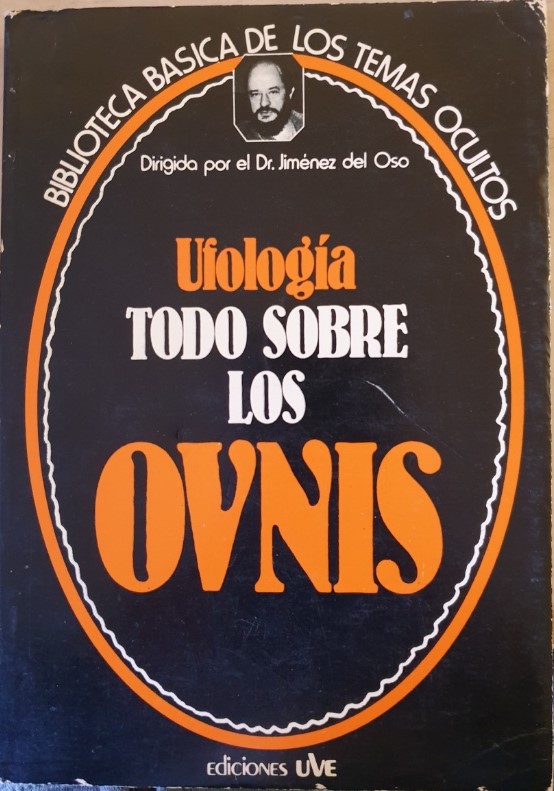 BIBLIOTECA BASICA DE LOS TEMAS OCULTOS
Dirigida por el Dr. Jiménez del Oso
Ufología
TODO SOBRE
LOS
OVNIS
EDICIONES UVE